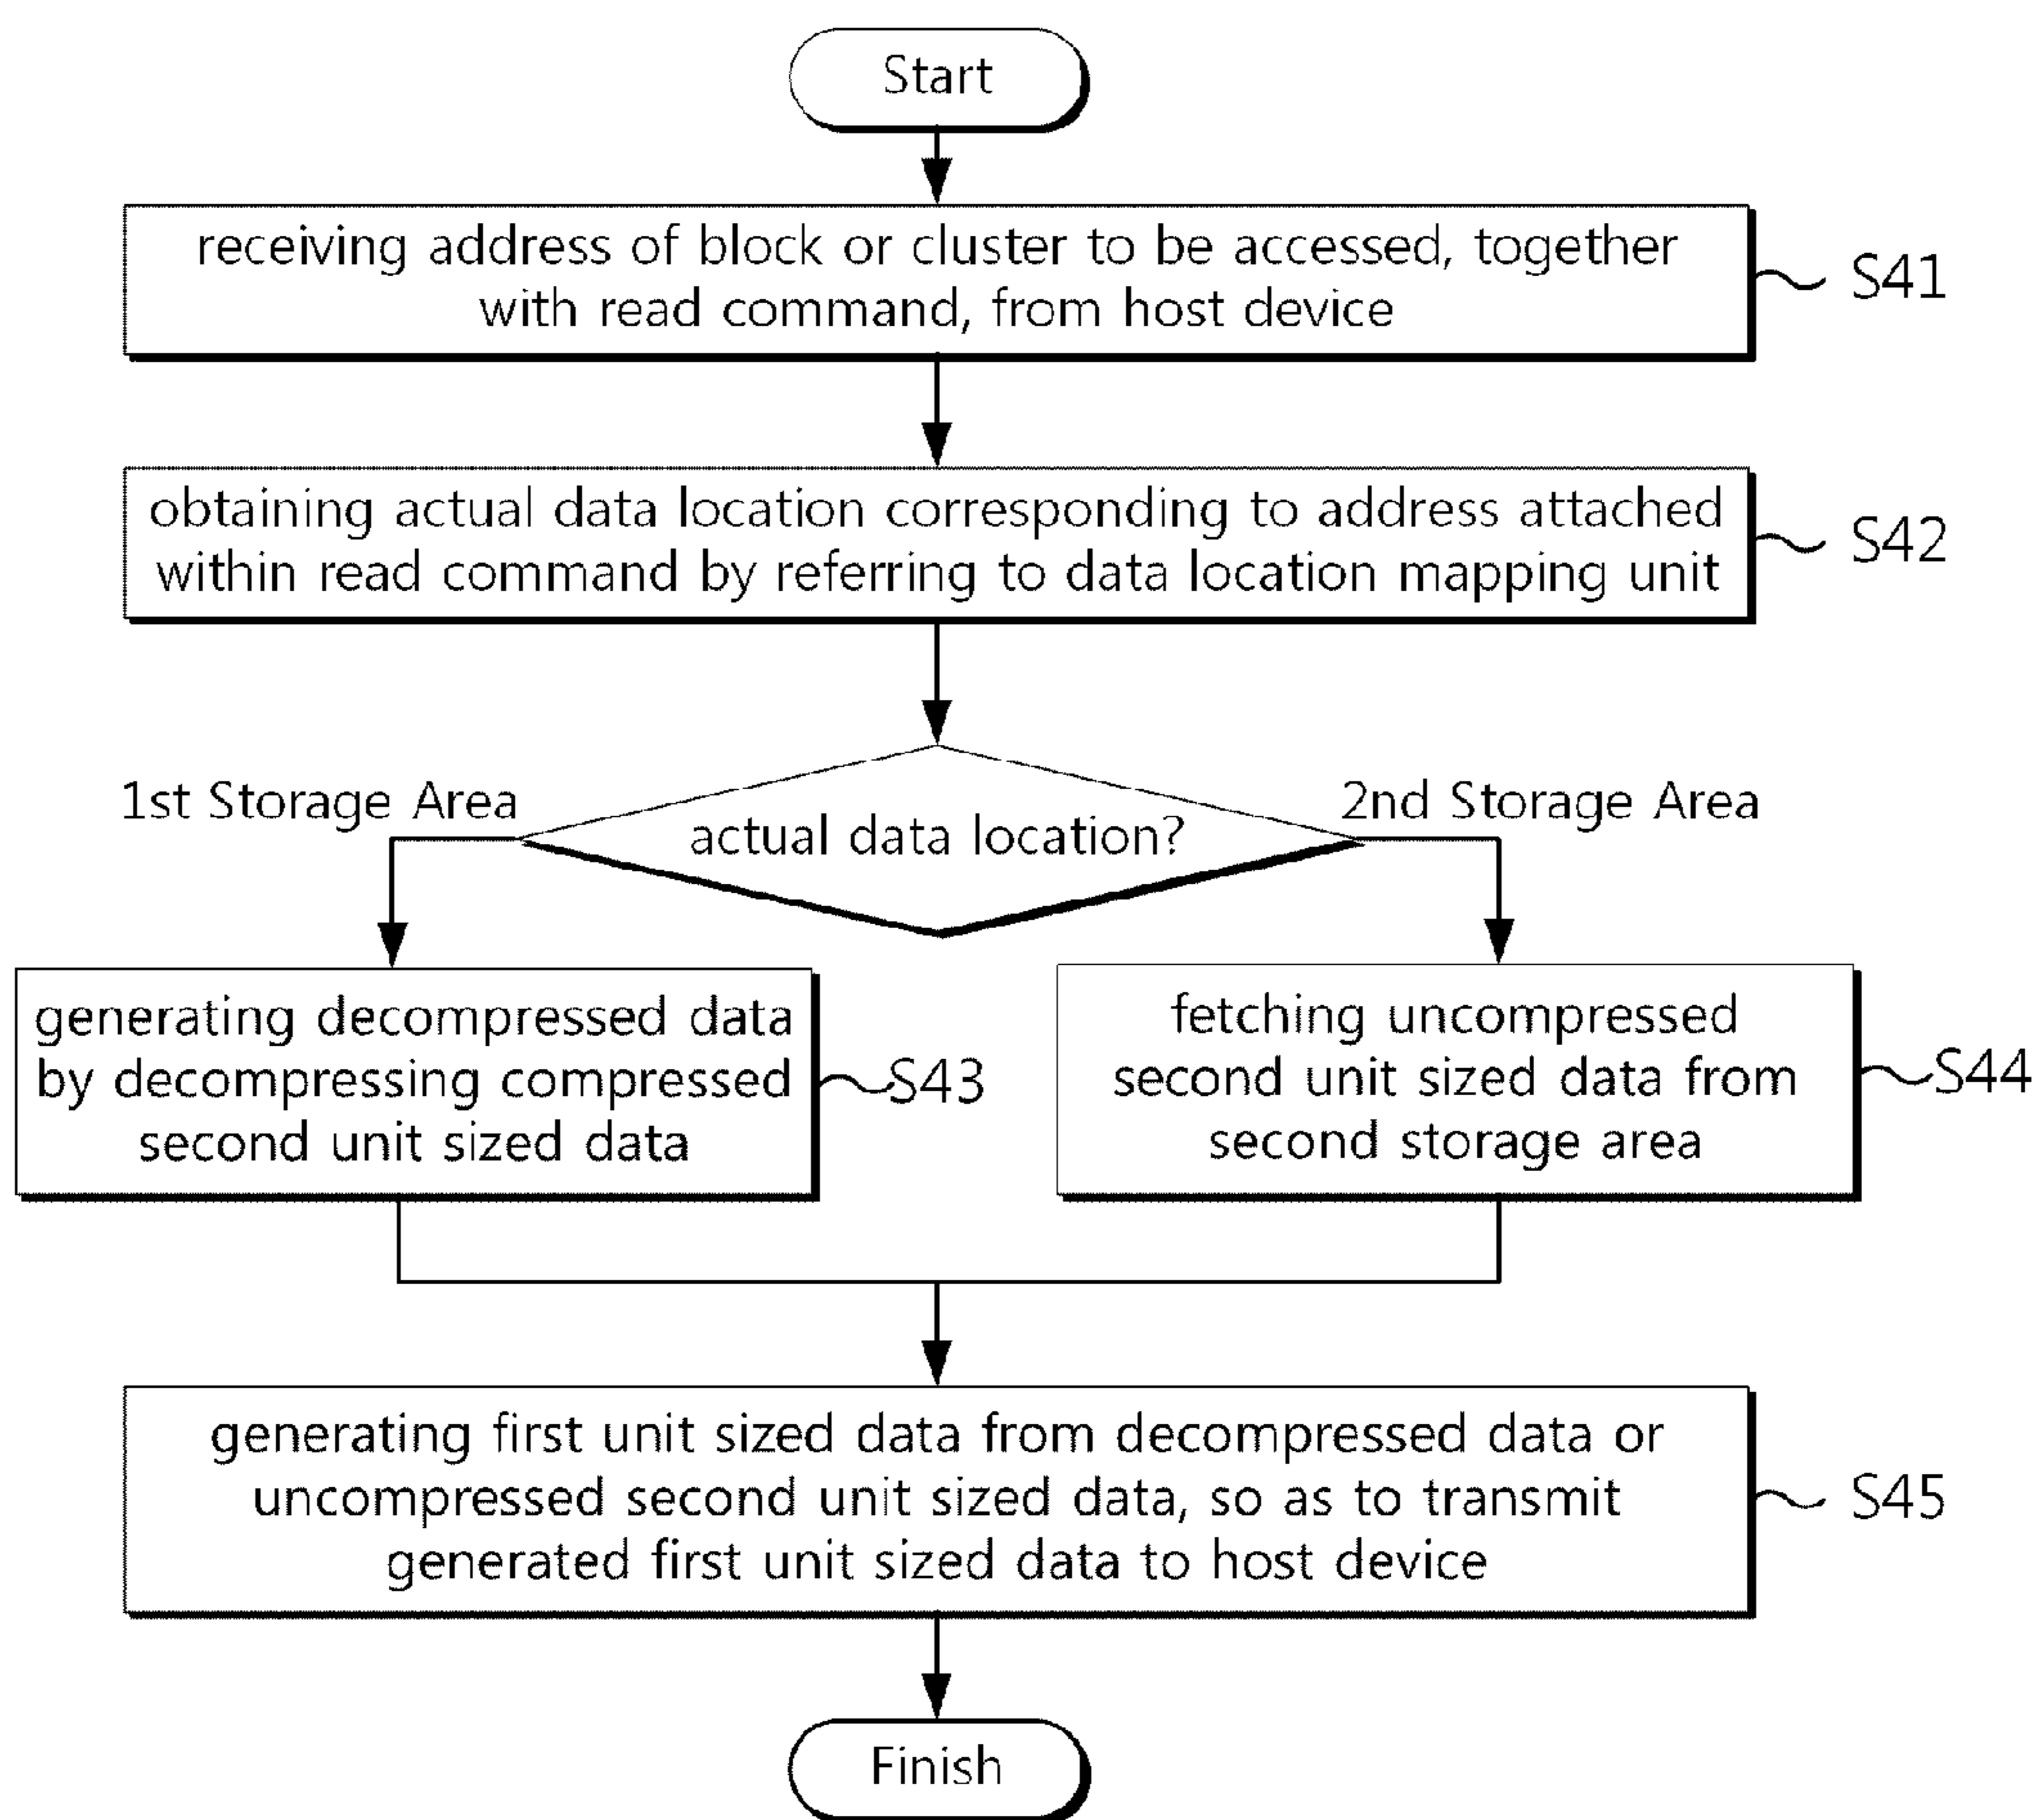 Start
receiving address of block or cluster to be accessed, together
with read command, from host device
S41
obtaining actual data location corresponding to address attached
within read command by referring to data location mapping unit
S42
1st Storage Area
actual data location?
2nd Storage Area
generating decompressed data
by decompressing compressed
second unit sized data
S43
fetching uncompressed
second unit sized data from
second storage area
S44
generating first unit sized data from decompressed data or
uncompressed second unit sized data, so as to transmit
generated first unit sized data to host device
S45
Finish